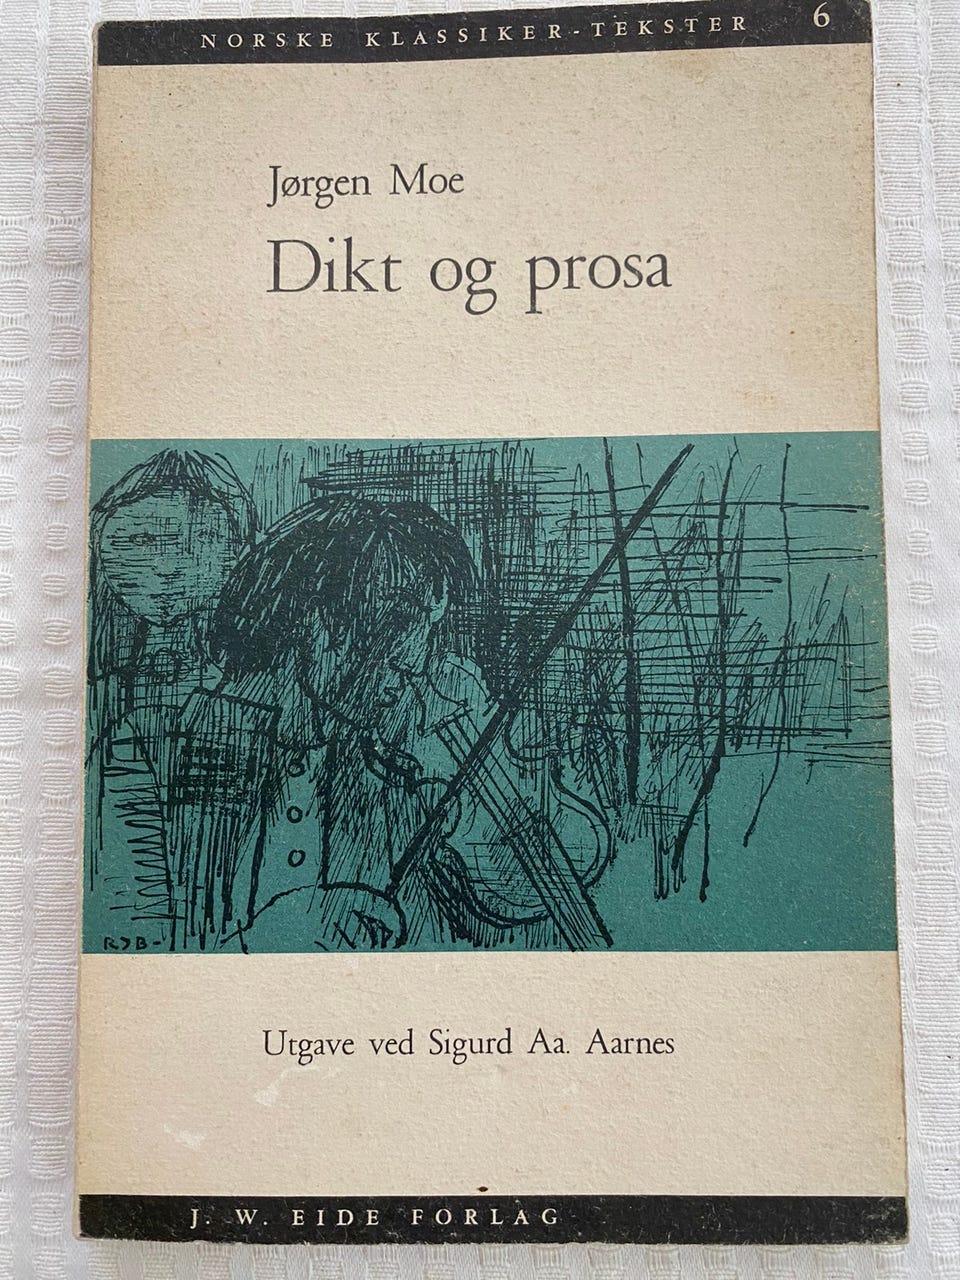 NORSKE KLASSIKER-TEKSTER 6
Jørgen Moe
Dikt og prosa
RJB-
Utgave ved Sigurd Aa. Aarnes
J. W. EIDE FORLAG